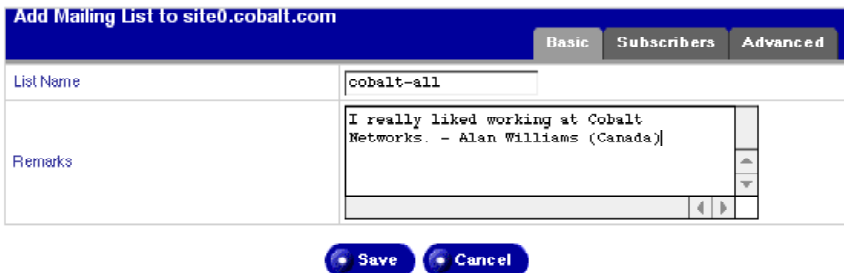 Add Mailing List to site0.cobalt.com
Basic Subscribers Advanced
List Name
cobalt-all
Remarks
I really liked working at Cobalt
Networks. - Alan Williams (Canada)
Save Cancel